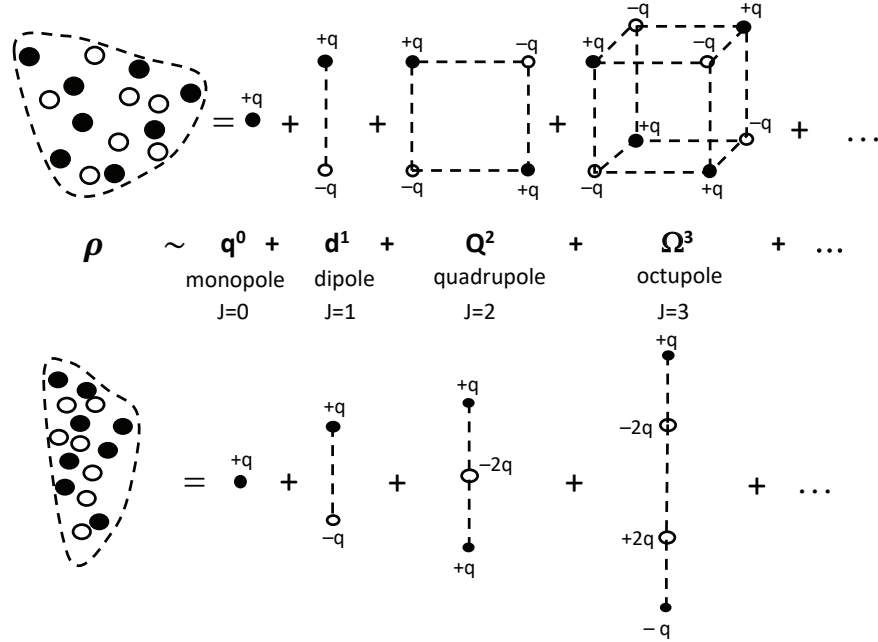 −q +q
+q +q −q +q −q
= +q + + + +q −q + ...
−q −q +q −q +q
ρ ~ q⁰ + d¹ + Q² + Ω³ + ...
monopole dipole quadrupole octupole
J=0 J=1 J=2 J=3
+q
+q +q −2q
= +q + + −2q + + ...
−q +2q
+q
− q